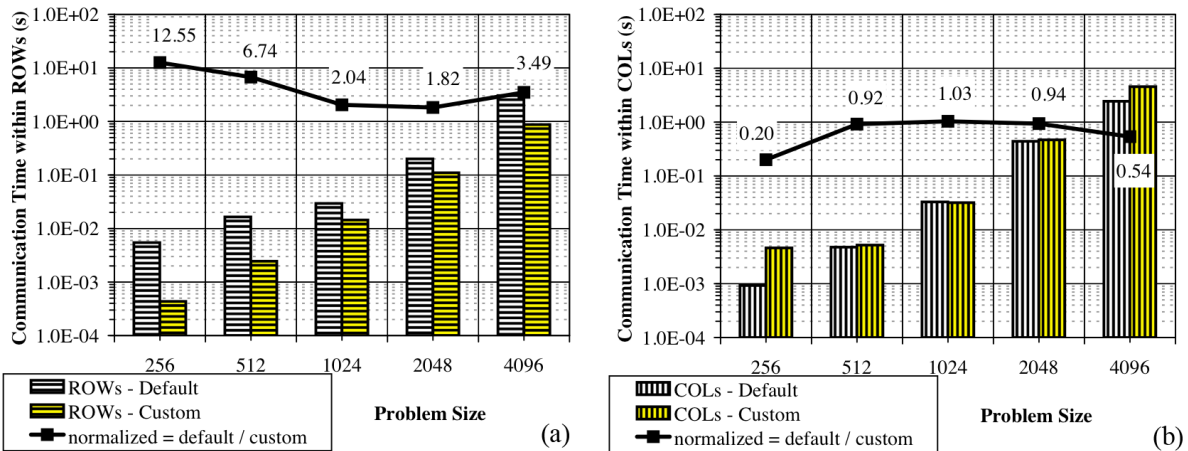 Communication Time within ROWs (s)
1.0E+02
1.0E+01
1.0E+00
1.0E-01
1.0E-02
1.0E-03
1.0E-04
12.55
6.74
2.04
1.82
3.49
256
512
1024
2048
4096
ROWs - Default
ROWs - Custom
normalized = default / custom
Problem Size
(a)
Communication Time within COLs (s)
1.0E+02
1.0E+01
1.0E+00
1.0E-01
1.0E-02
1.0E-03
1.0E-04
0.20
0.92
1.03
0.94
0.54
256
512
1024
2048
4096
COLs - Default
COLs - Custom
normalized = default / custom
Problem Size
(b)